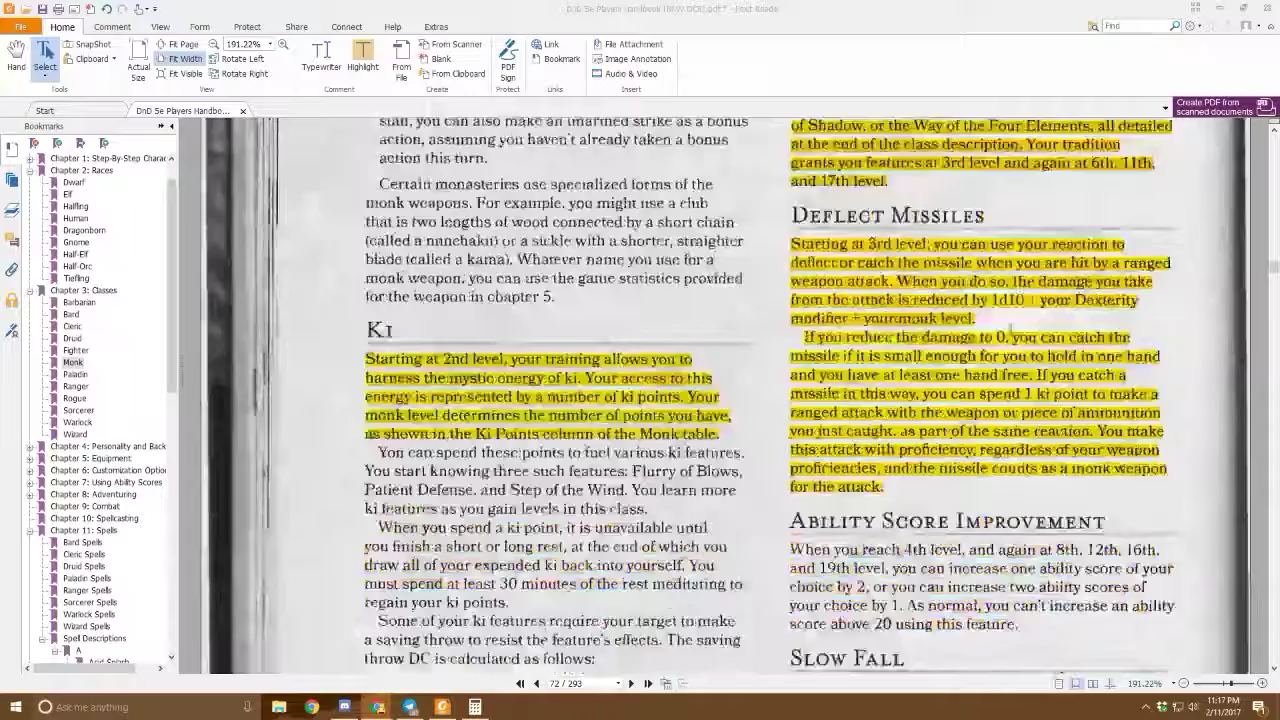 DnD 5e Players Handbook
File
Home
Comment
View
Form
Protect
Share
Connect
Help
Extras
Find
Hand
Select
SnapShot
Clipboard
Tools
Actual Size
Fit Page
Fit Width
Fit Visible
191.22%
Rotate Left
Rotate Right
View
Typewriter
Highlight
Comment
From File
From Scanner
Blank
From Clipboard
Create
PDF Sign
Protect
Link
Bookmark
Links
File Attachment
Image Annotation
Audio & Video
Insert
Start
DnD 5e Players Handbo...
Create PDF from
scanned documents
Bookmarks
Chapter 1: Step-By-Step Charac
Chapter 2: Races
Dwarf
Elf
Halfling
Human
Dragonborn
Gnome
Half-Elf
Half-Orc
Tiefling
Chapter 3: Classes
Barbarian
Bard
Cleric
Druid
Fighter
Monk
Paladin
Ranger
Rogue
Sorcerer
Warlock
Wizard
Chapter 4: Personality and Back
Chapter 5: Equipment
Chapter 6: Customization Option
Chapter 7: Using Ability Scores
Chapter 8: Adventuring
Chapter 9: Combat
Chapter 10: Spellcasting
Chapter 11: Spells
Bard Spells
Cleric Spells
Druid Spells
Paladin Spells
Ranger Spells
Sorcerer Spells
Warlock Spells
Wizard Spells
Spell Descriptions
A
Acid Splash
staff, you can also make an unarmed strike as a bonus
action, assuming you haven't already taken a bonus
action this turn.
Certain monasteries use specialized forms of the
monk weapons. For example, you might use a club
that is two lengths of wood connected by a short chain
(called a nunchaku) or a sickle with a shorter, straighter
blade (called a kama). Whatever name you use for a
monk weapon, you can use the game statistics provided
for the weapon in chapter 5.
KI
Starting at 2nd level, your training allows you to
harness the mystic energy of ki. Your access to this
energy is represented by a number of ki points. Your
monk level determines the number of points you have,
as shown in the Ki Points column of the Monk table.
You can spend these points to fuel various ki features.
You start knowing three such features: Flurry of Blows,
Patient Defense, and Step of the Wind. You learn more
ki features as you gain levels in this class.
When you spend a ki point, it is unavailable until
you finish a short or long rest, at the end of which you
draw all of your expended ki back into yourself. You
must spend at least 30 minutes of the rest meditating to
regain your ki points.
Some of your ki features require your target to make
a saving throw to resist the feature's effects. The saving
throw DC is calculated as follows:
of Shadow, or the Way of the Four Elements, all detailed
at the end of the class description. Your tradition
grants you features at 3rd level and again at 6th, 11th,
and 17th level.
DEFLECT MISSILES
Starting at 3rd level, you can use your reaction to
deflect or catch the missile when you are hit by a ranged
weapon attack. When you do so, the damage you take
from the attack is reduced by 1d10 + your Dexterity
modifier + your monk level.
If you reduce the damage to 0, you can catch the
missile if it is small enough for you to hold in one hand
and you have at least one hand free. If you catch a
missile in this way, you can spend 1 ki point to make a
ranged attack with the weapon or piece of ammunition
you just caught, as part of the same reaction. You make
this attack with proficiency, regardless of your weapon
proficiencies, and the missile counts as a monk weapon
for the attack.
ABILITY SCORE IMPROVEMENT
When you reach 4th level, and again at 8th, 12th, 16th,
and 19th level, you can increase one ability score of your
choice by 2, or you can increase two ability scores of
your choice by 1. As normal, you can't increase an ability
score above 20 using this feature.
SLOW FALL
72 / 293
191.22%
Ask me anything
11:17 PM
2/11/2017